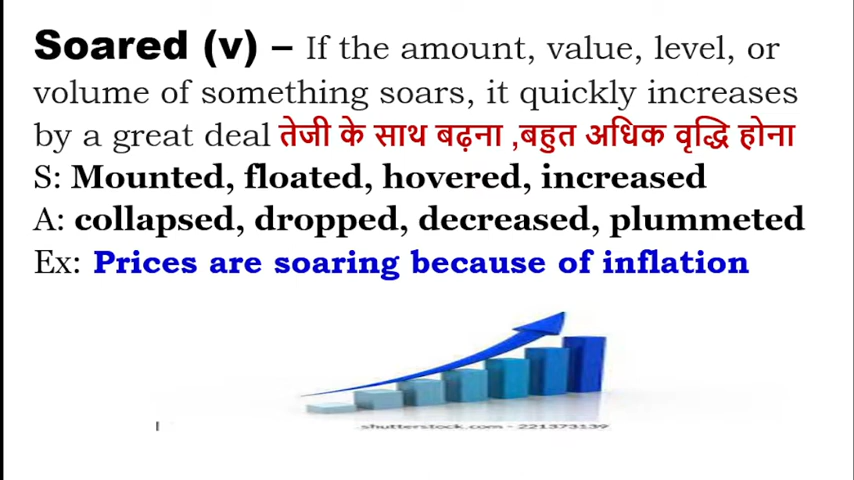 Soared (v) – If the amount, value, level, or
volume of something soars, it quickly increases
by a great deal तेजी के साथ बढ़ना ,बहुत अधिक वृद्धि होना
S: Mounted, floated, hovered, increased
A: collapsed, dropped, decreased, plummeted
Ex: Prices are soaring because of inflation
shutterstock.com - 221373139